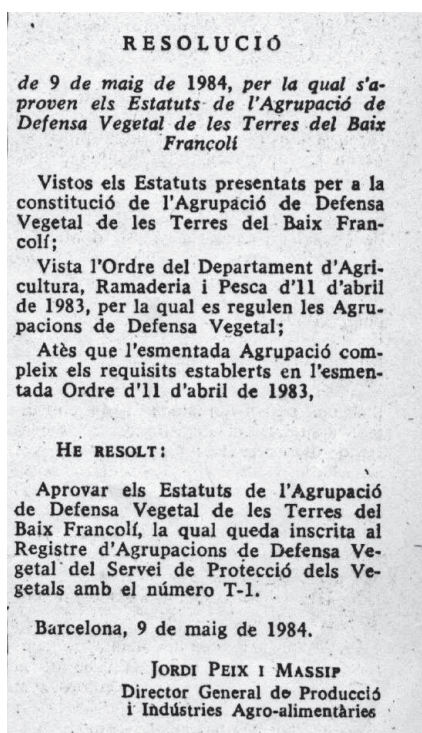 RESOLUCIÓ
de 9 de maig de 1984, per la qual s'a-
proven els Estatuts de l'Agrupació de
Defensa Vegetal de les Terres del Baix
Francolí
Vistos els Estatuts presentats per a la
constitució de l'Agrupació de Defensa
Vegetal de les Terres del Baix Fran-
colí;
Vista l'Ordre del Departament d'Agri-
cultura, Ramaderia i Pesca d'11 d'abril
de 1983, per la qual es regulen les Agru-
pacions de Defensa Vegetal;
Atès que l'esmentada Agrupació com-
pleix els requisits establerts en l'esmen-
tada Ordre d'11 d'abril de 1983,
HE RESOLT:
Aprovar els Estatuts de l'Agrupació
de Defensa Vegetal de les Terres del
Baix Francolí, la qual queda inscrita al
Registre d'Agrupacions de Defensa Ve-
getal del Servei de Protecció dels Ve-
getals amb el número T-1.
Barcelona, 9 de maig de 1984.
JORDI PEIX I MASSIP
Director General de Producció
i Indústries Agro-alimentàries